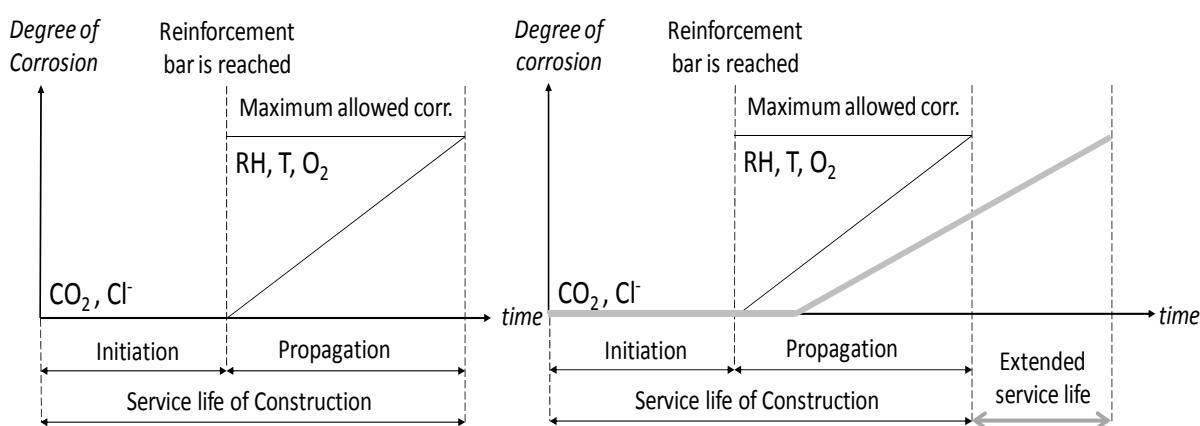 Degree of
Corrosion
Reinforcement
bar is reached
Maximum allowed corr.
RH, T, O₂
CO₂ , Cl⁻
time
Initiation
Propagation
Service life of Construction
Degree of
corrosion
Reinforcement
bar is reached
Maximum allowed corr.
RH, T, O₂
CO₂ , Cl⁻
time
Initiation
Propagation
Extended
service life
Service life of Construction